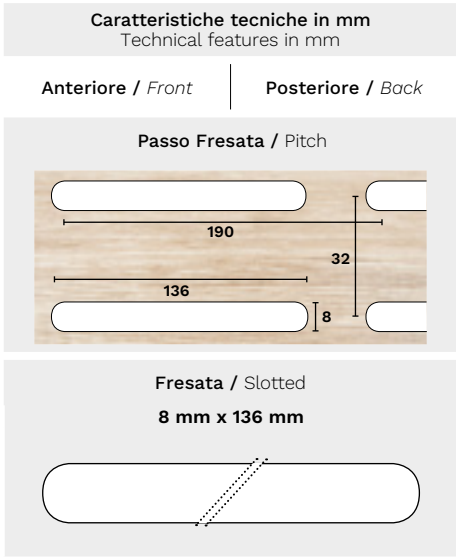 Caratteristiche tecniche in mm
Technical features in mm
Anteriore / Front
Posteriore / Back
Passo Fresata / Pitch
190
32
136
8
Fresata / Slotted
8 mm x 136 mm